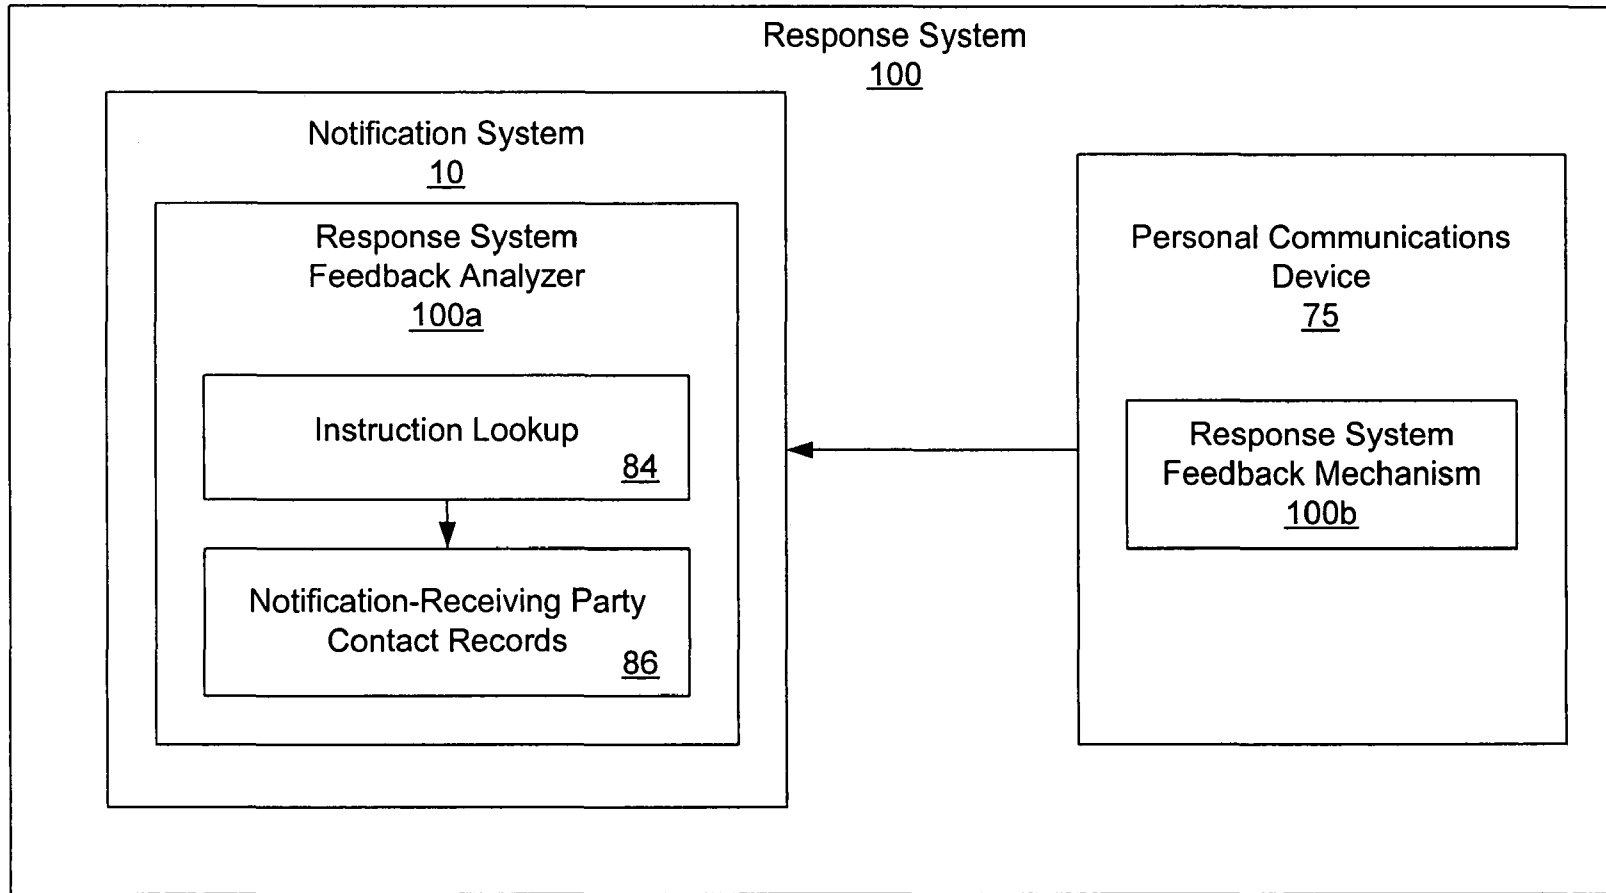 Response System
100
Notification System
10
Response System
Feedback Analyzer
100a
Instruction Lookup
84
Notification-Receiving Party
Contact Records
86
Personal Communications
Device
75
Response System
Feedback Mechanism
100b